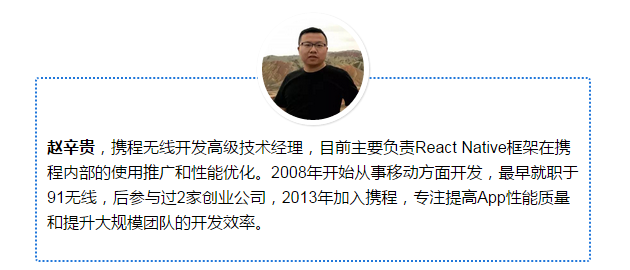 赵辛贵，携程无线开发高级技术经理，目前主要负责React Native框架在携
程内部的使用推广和性能优化。2008年开始从事移动方面开发，最早就职于
91无线，后参与过2家创业公司，2013年加入携程，专注提高App性能质量
和提升大规模团队的开发效率。